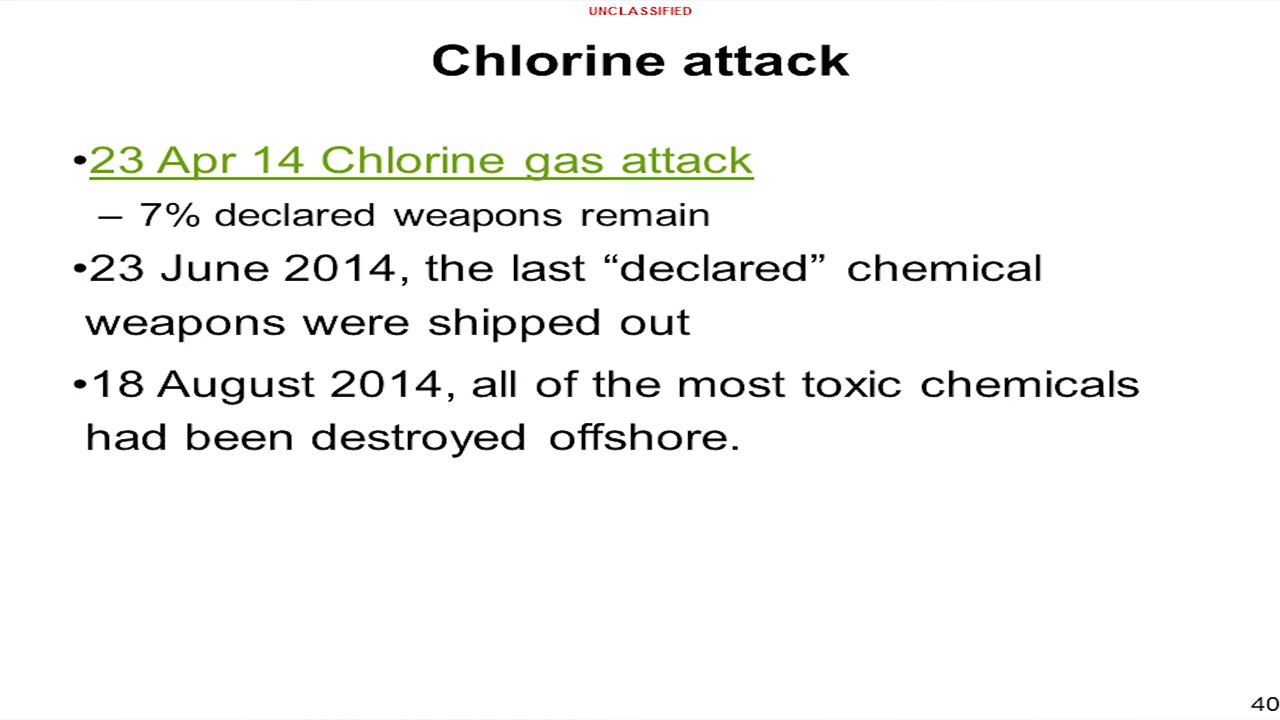 UNCLASSIFIED
Chlorine attack
•23 Apr 14 Chlorine gas attack
– 7% declared weapons remain
•23 June 2014, the last “declared” chemical
weapons were shipped out
•18 August 2014, all of the most toxic chemicals
had been destroyed offshore.
40